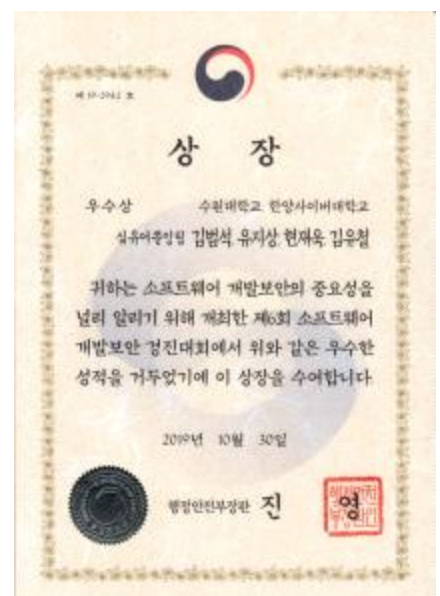 상 장
우수상 수원대학교 한양사이버대학교
김범석 유지상 현재욱 김유철
귀하는 소프트웨어 개발보안의 중요성을
널리 알리기 위해 개최한 제6회 소프트웨어
개발보안 경진대회에서 위와 같은 우수한
성적을 거두었기에 이 상장을 수여합니다
2019년 10월 30일
행정안전부장관 진 영